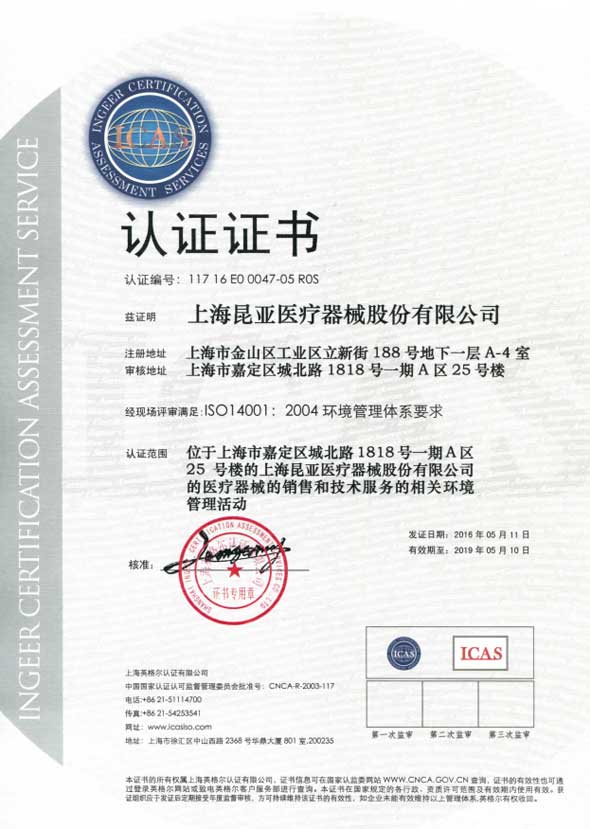 INGEER CERTIFICATION ASSESSMENT SERVICE
INGEER CERTIFICATION
ICAS
ASSESSMENT SERVICES
认证证书
认证编号：117 16 E0 0047-05 R0S
兹证明 上海昆亚医疗器械股份有限公司
注册地址 上海市金山区工业区立新街 188 号地下一层 A-4 室
审核地址 上海市嘉定区城北路 1818 号一期 A 区 25 号楼
经现场评审满足：ISO14001：2004 环境管理体系要求
认证范围 位于上海市嘉定区城北路 1818 号一期 A 区
25 号楼的上海昆亚医疗器械股份有限公司
的医疗器械的销售和技术服务的相关环境
管理活动
发证日期：2016 年 05 月 11 日
有效期至：2019 年 05 月 10 日
核准：
证书专用章
ICAS
ICAS
第一次监审 第二次监审 第三次监审
上海英格尔认证有限公司
中国国家认证认可监督管理委员会批准号：CNCA-R-2003-117
电话:+86 21-51114700
传真:+86 21-54253541
网址：www.icasiso.com
地址：上海市徐汇区中山西路 2368 号华鼎大厦 801 室,200235
本证书的所有权属上海英格尔认证有限公司，证书信息可在国家认监委网站 WWW.CNCA.GOV.CN 查询，证书的有效性也可通
过登录英格尔网站或致电英格尔客户服务部进行查询。本证书在国家规定的各行政、资质许可范围及有效期内使用有效。获
证组织应于发证后定期接受年度监督审核，方可持续维持该证书的有效性，如企业未能有效维持以上管理体系,英格尔有权收回。